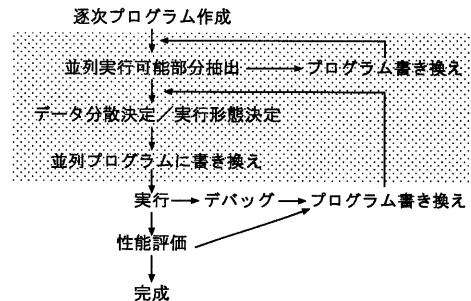 逐次プログラム作成
並列実行可能部分抽出 プログラム書き換え
データ分散決定／実行形態決定
並列プログラムに書き換え
実行 デバッグ プログラム書き換え
性能評価
完成